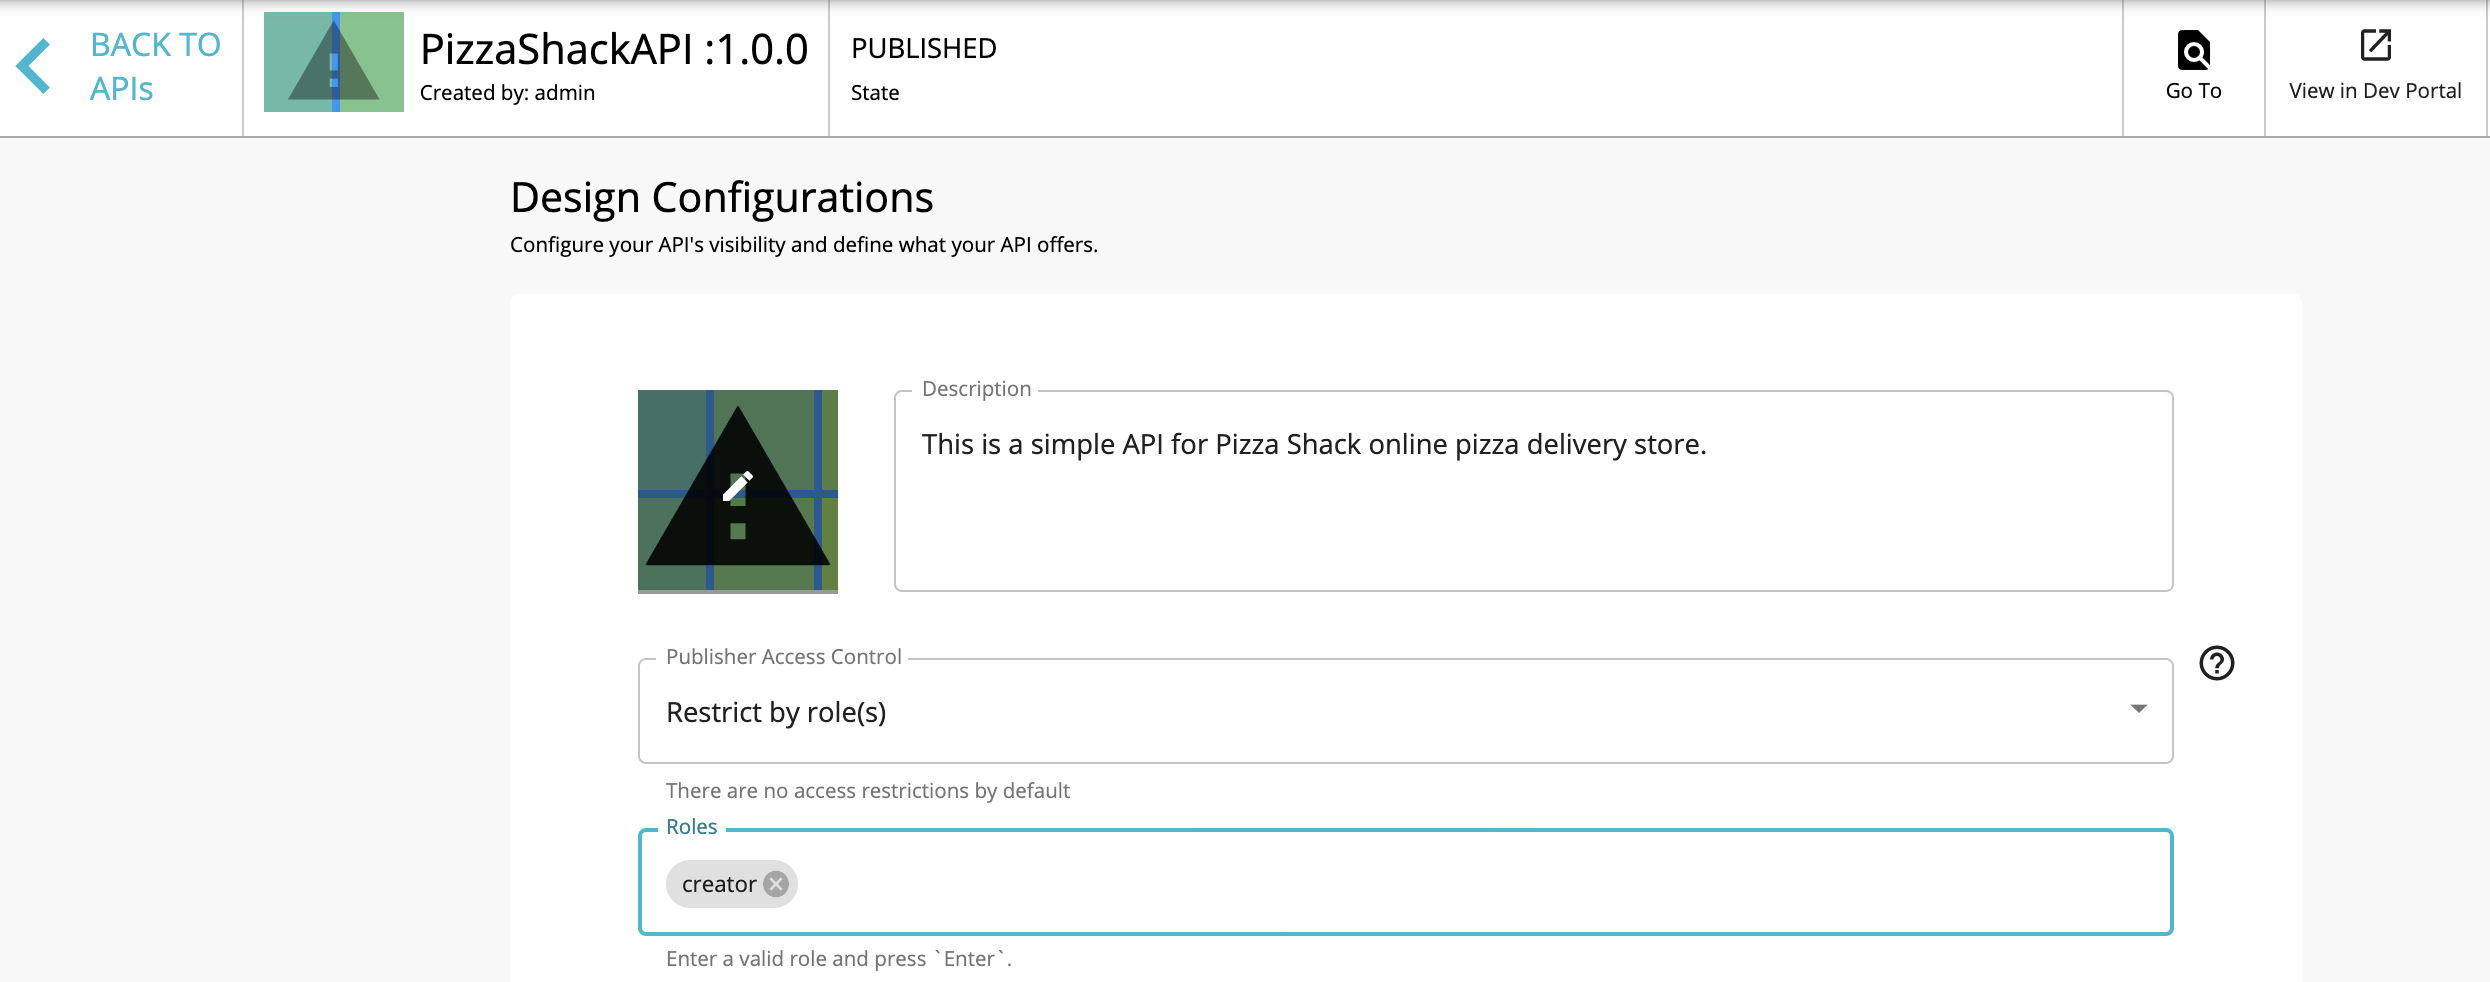 BACK TO
APIs
PizzaShackAPI :1.0.0
Created by: admin
PUBLISHED
State
Go To
View in Dev Portal
Design Configurations
Configure your API's visibility and define what your API offers.
Description
This is a simple API for Pizza Shack online pizza delivery store.
Publisher Access Control
Restrict by role(s)
There are no access restrictions by default
Roles
creator
Enter a valid role and press `Enter`.